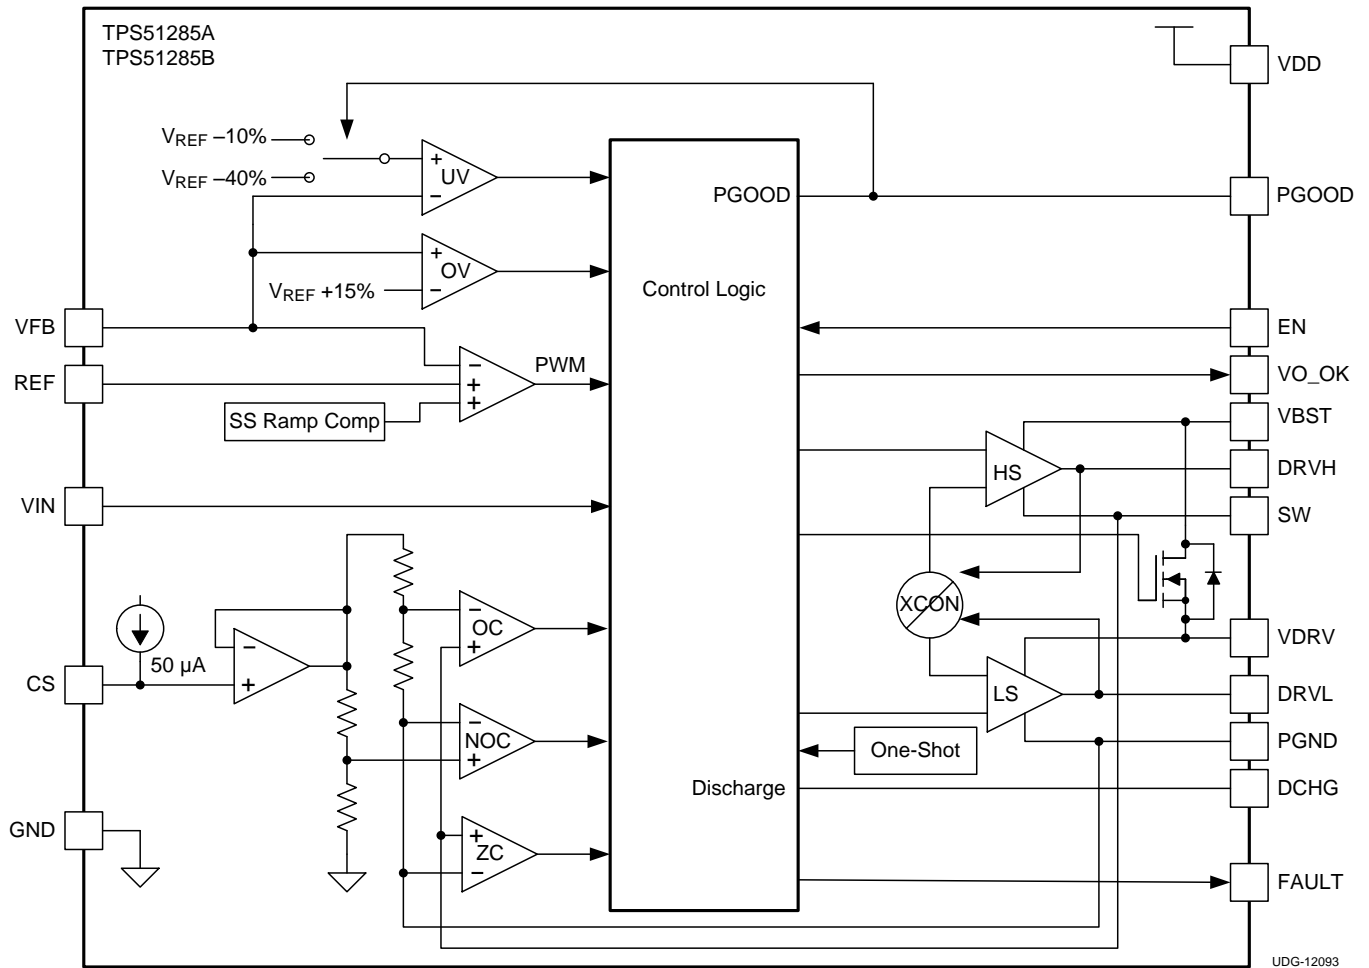 TPS51285A
TPS51285B
VDD
VREF –10%
VREF –40%
+
UV
–
PGOOD
PGOOD
+
OV
–
VREF +15%
Control Logic
VFB
EN
REF
–
+
+
PWM
VO_OK
SS Ramp Comp
VBST
HS
DRVH
VIN
SW
XCON
–
OC
+
50 µA
–
+
CS
VDRV
LS
DRVL
–
NOC
+
One-Shot
PGND
Discharge
DCHG
GND
+
ZC
–
FAULT
UDG-12093